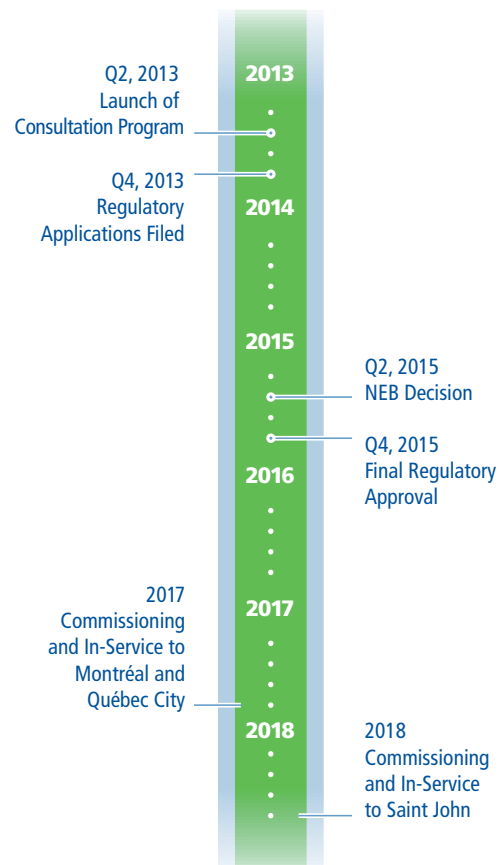 2013
Q2, 2013
Launch of
Consultation Program
Q4, 2013
Regulatory
Applications Filed
2014
2015
Q2, 2015
NEB Decision
Q4, 2015
Final Regulatory
Approval
2016
2017
Commissioning
and In-Service to
Montréal and
Québec City
2017
2018
2018
Commissioning
and In-Service
to Saint John